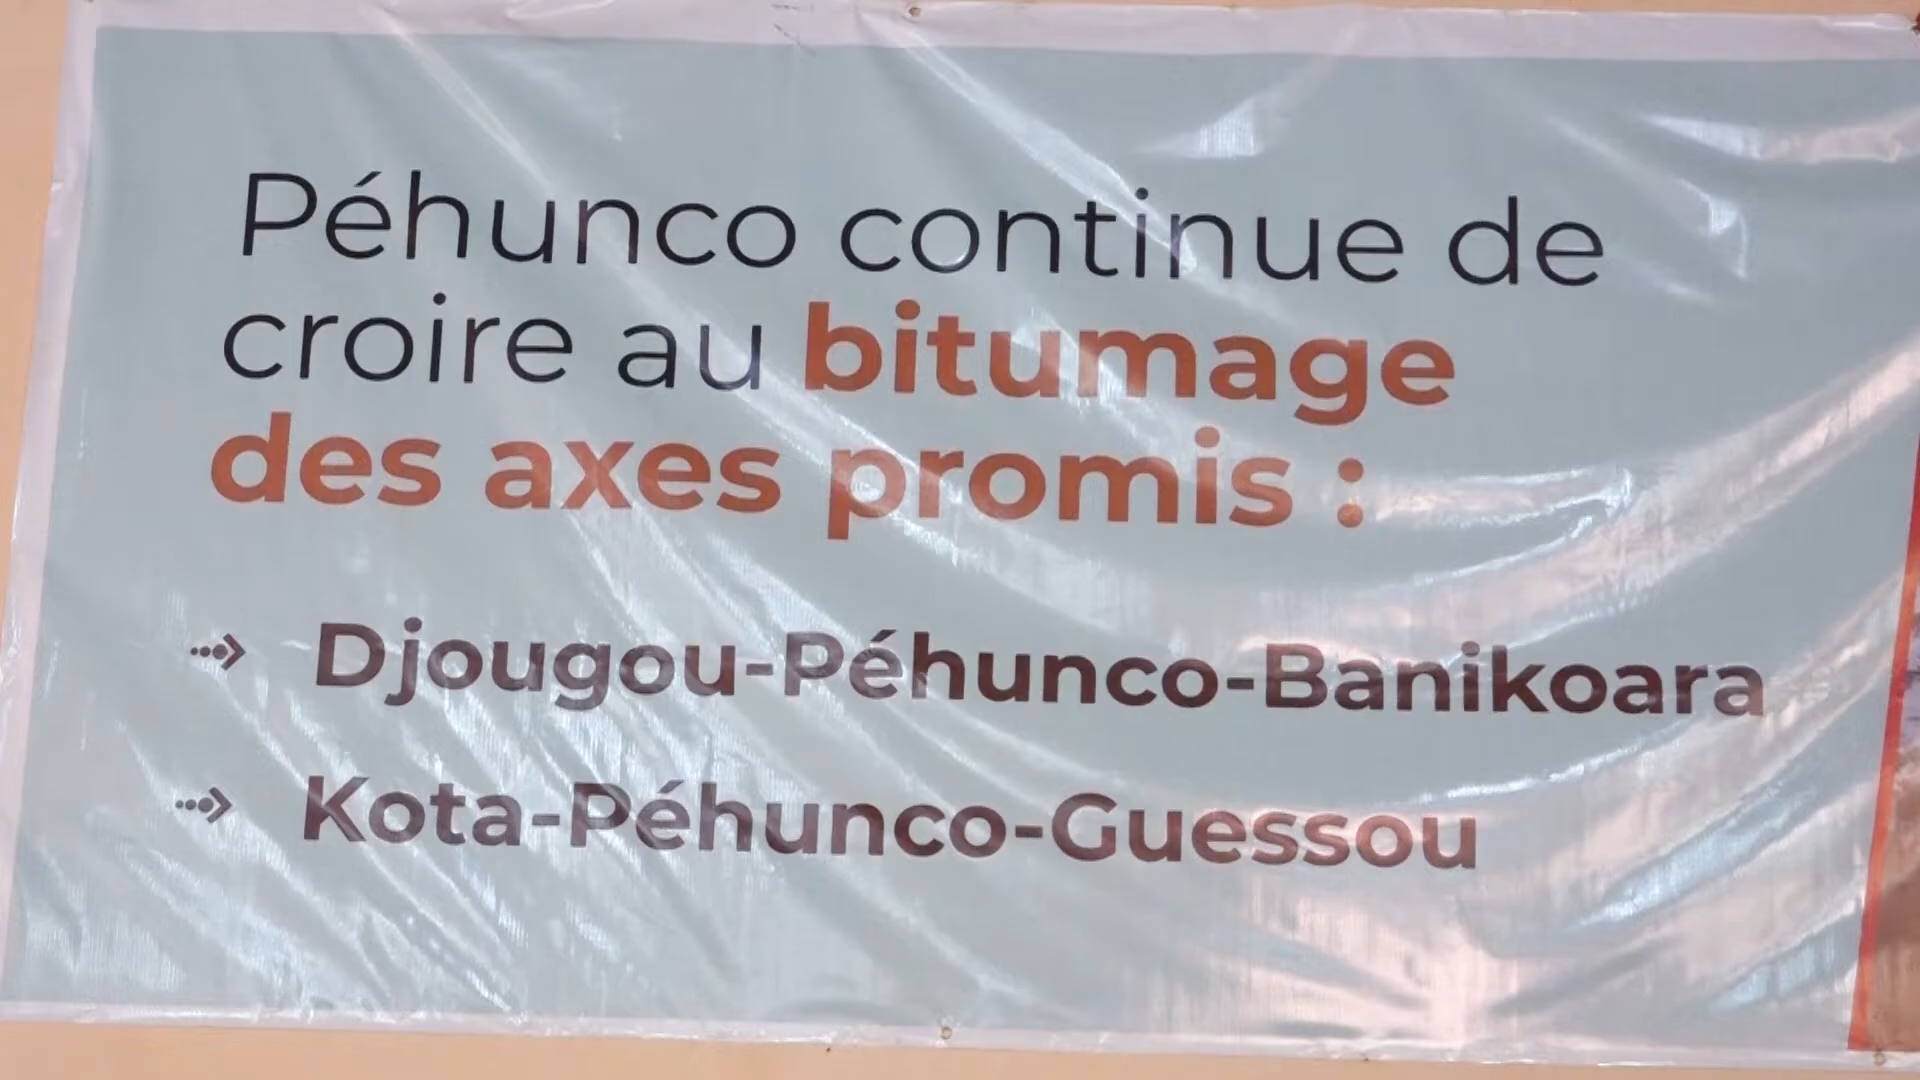 Péhunco continue de
croire au bitumage
des axes promis :
Djougou-Péhunco-Banikoara
Kota-Péhunco-Guessou